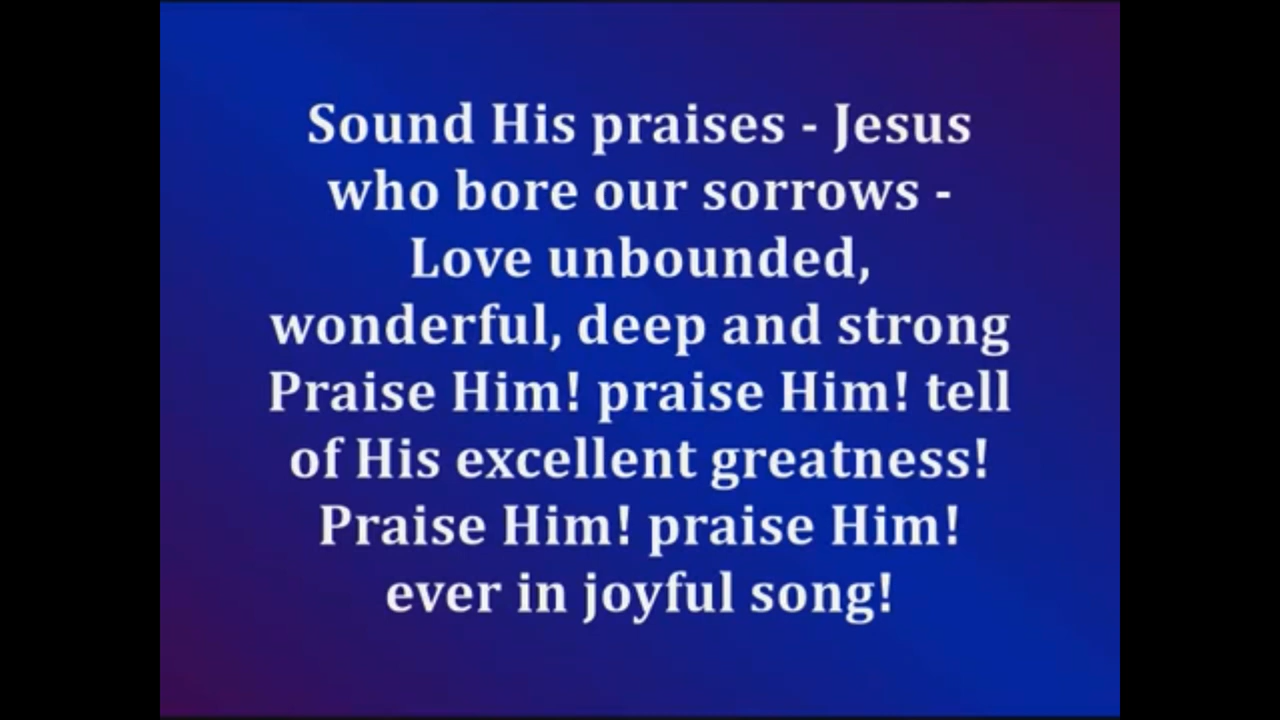 Sound His praises - Jesus
who bore our sorrows -
Love unbounded,
wonderful, deep and strong
Praise Him! praise Him! tell
of His excellent greatness!
Praise Him! praise Him!
ever in joyful song!